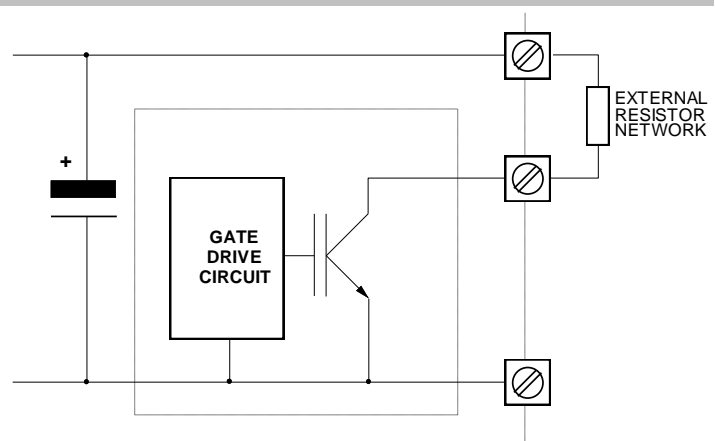 EXTERNAL
RESISTOR
NETWORK
+
GATE
DRIVE
CIRCUIT